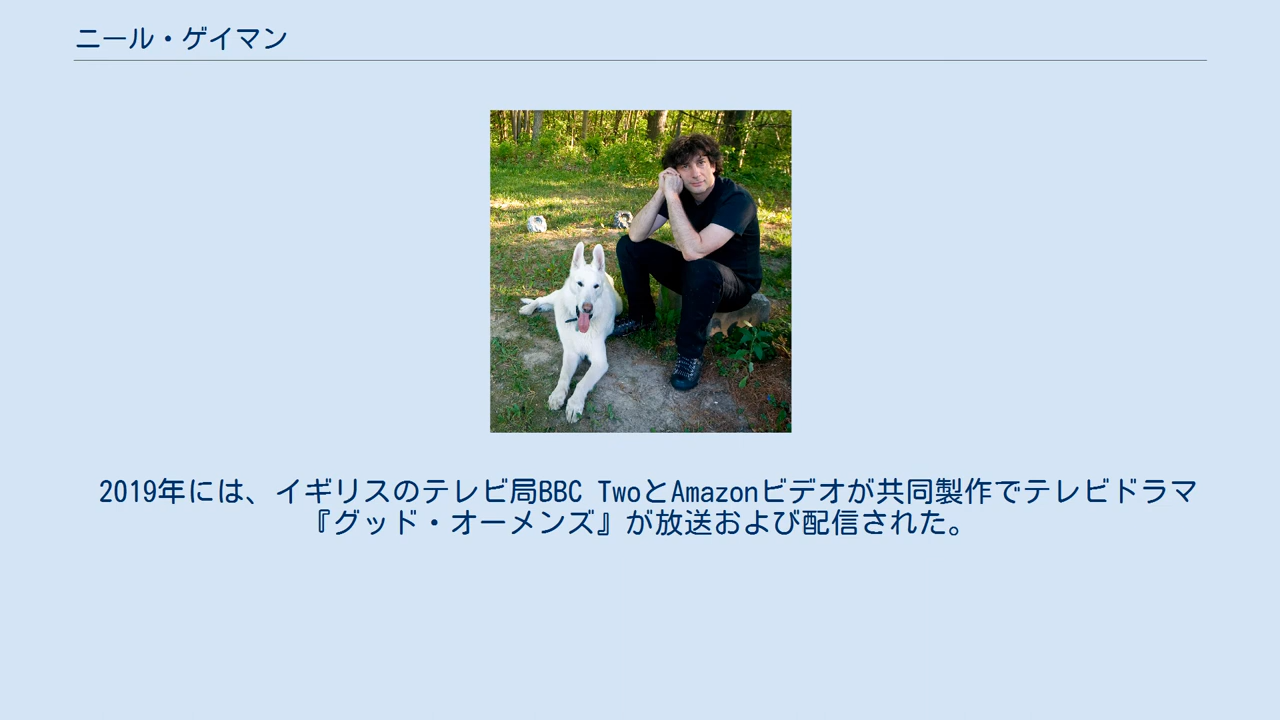 ニール・ゲイマン
2019年には、イギリスのテレビ局BBC TwoとAmazonビデオが共同製作でテレビドラマ
『グッド・オーメンズ』が放送および配信された。